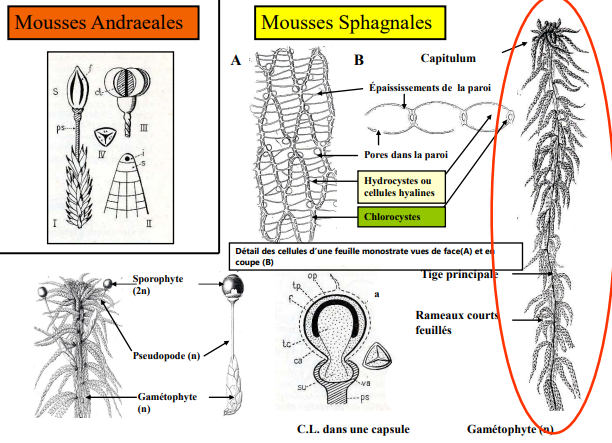 Mousses Andraeales
Mousses Sphagnales
S
f
ps
cl
III
IV
i
s
I
II
A
B
Capitulum
Épaississements de la paroi
Pores dans la paroi
Hydrocystes ou
cellules hyalines
Chlorocystes
Détail des cellules d'une feuille monostrate vues de face(A) et en
coupe (B)
Tige principale
Rameaux courts
feuillés
Sporophyte
(2n)
Pseudopode (n)
Gamétophyte
(n)
op
tp
f
a
tc
ca
su
va
ps
C.L. dans une capsule
Gamétophyte (n)